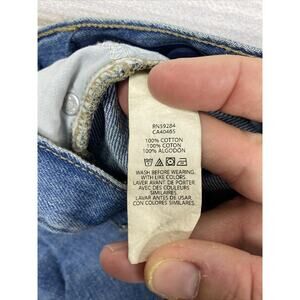 RN59284
CA40465
100% COTTON
100% COTON
100% ALGODON
WASH BEFORE WEARING.
WITH LIKE COLORS.
LAVER AVANT DE PORTER
AVEC DES COULEURS
SIMILAIRES.
LAVAR ANTES DE USAR,
CON COLORES SIMILARES.